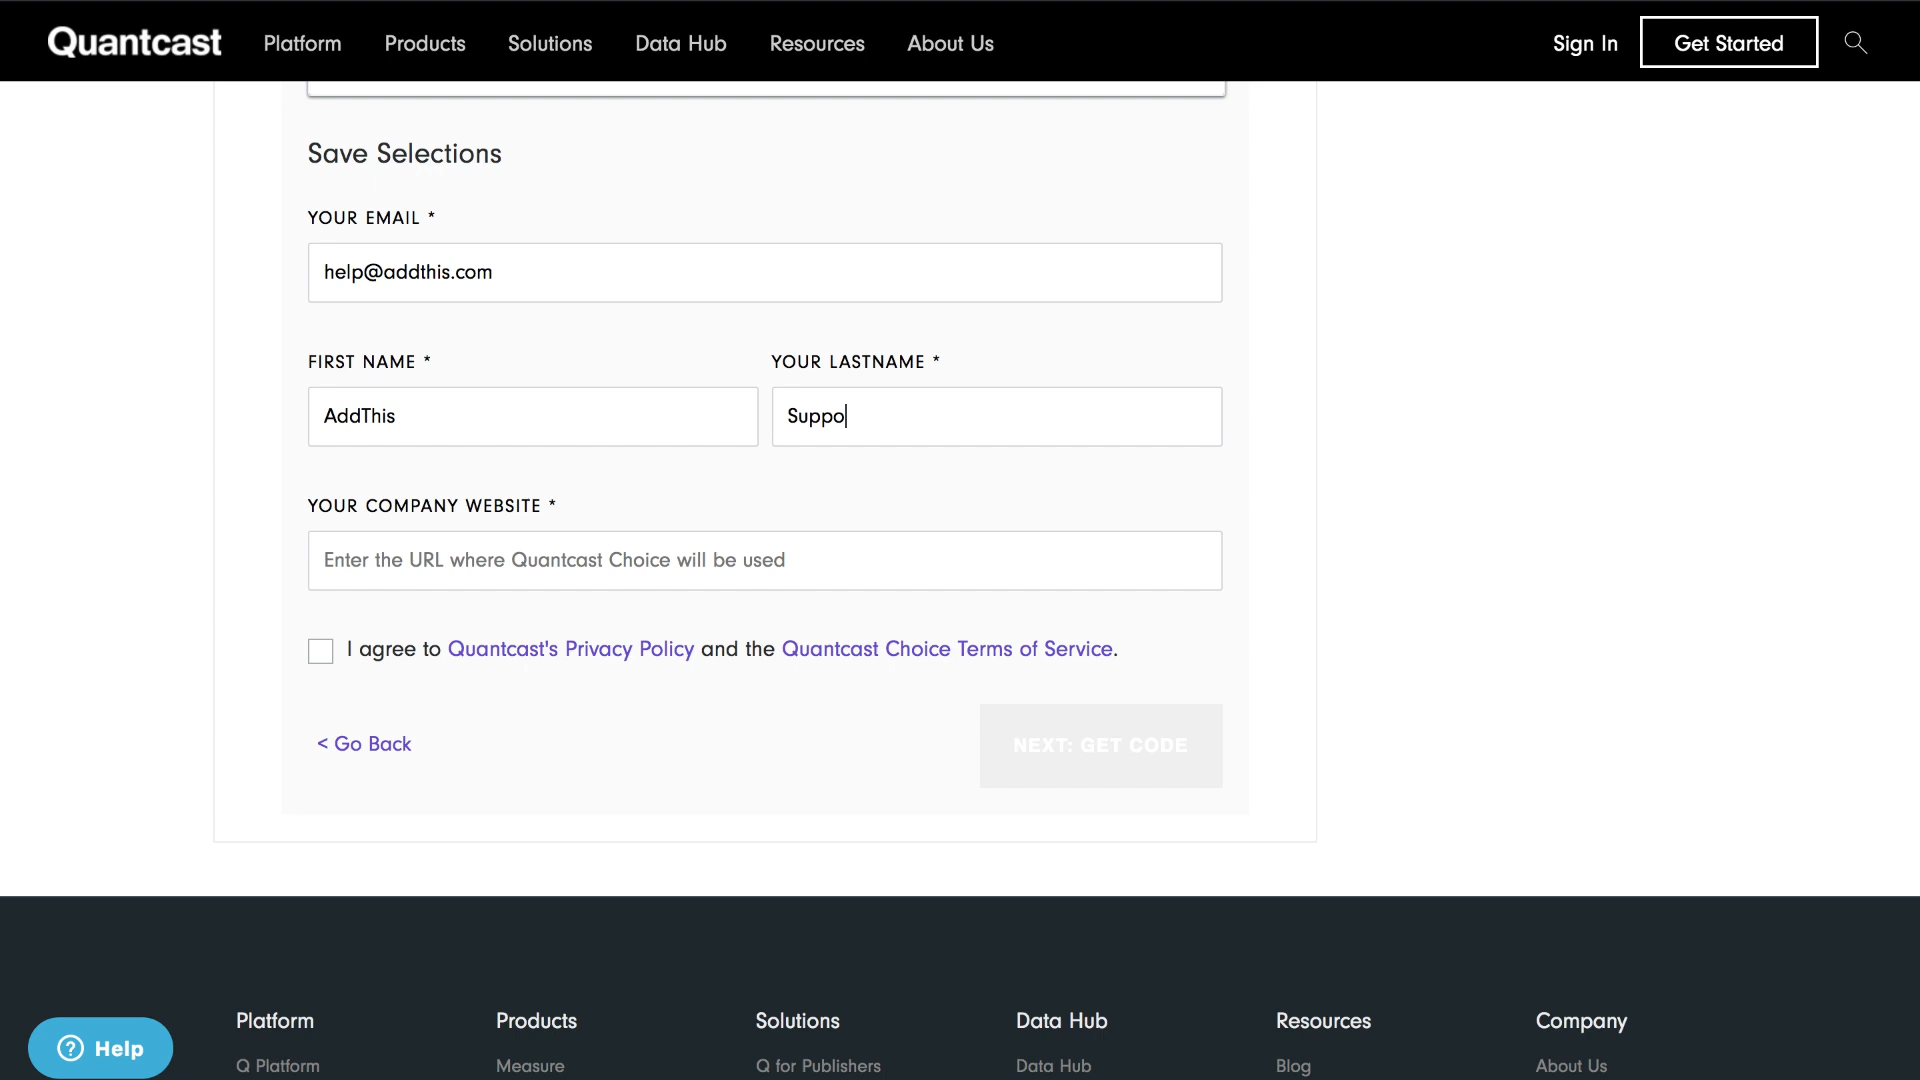 Quantcast Platform Products Solutions Data Hub Resources About Us Sign In Get Started
Save Selections
YOUR EMAIL *
help@addthis.com
FIRST NAME * YOUR LASTNAME *
AddThis Suppo
YOUR COMPANY WEBSITE *
Enter the URL where Quantcast Choice will be used
I agree to Quantcast's Privacy Policy and the Quantcast Choice Terms of Service.
< Go Back NEXT: GET CODE
Platform Products Solutions Data Hub Resources Company
? Help
Q Platform Measure Q for Publishers Data Hub Blog About Us